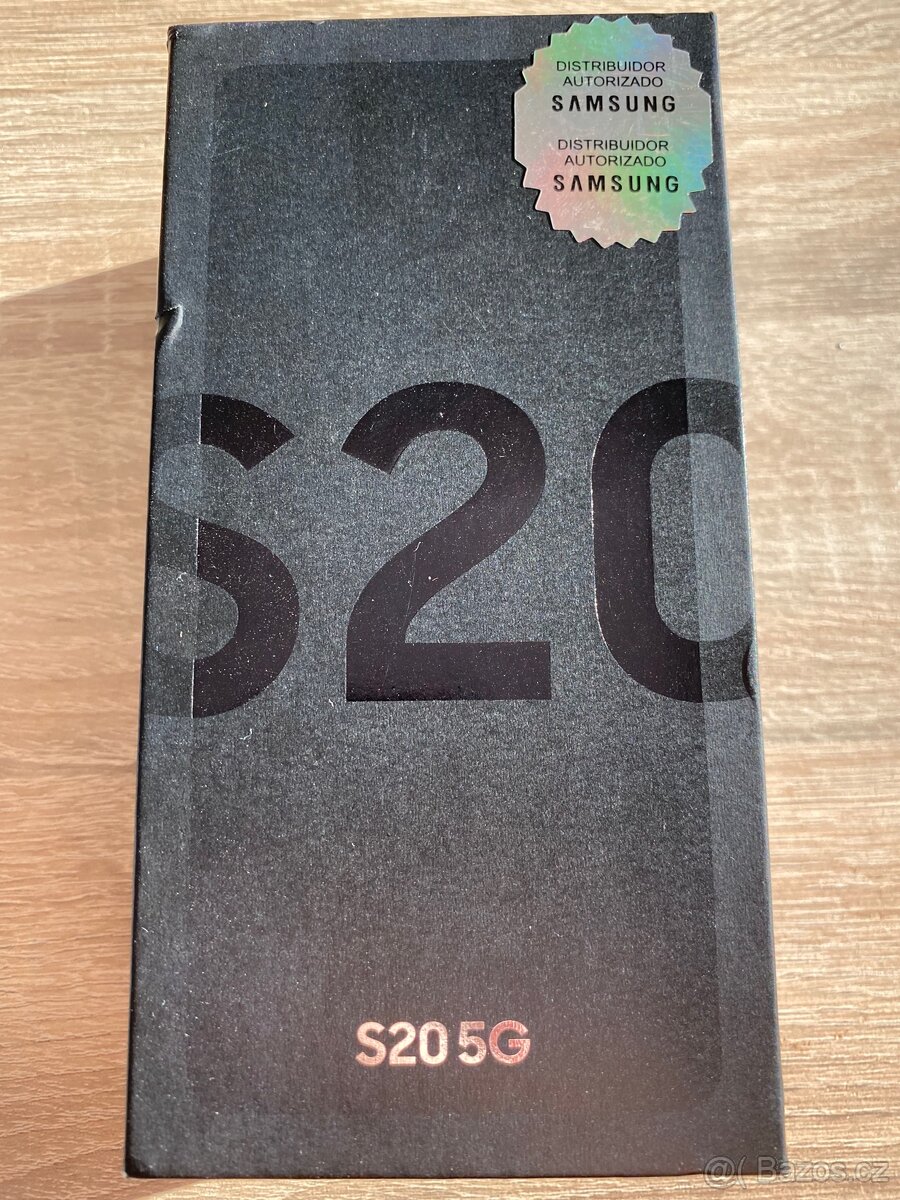 DISTRIBUIDOR
AUTORIZADO
SAMSUNG
DISTRIBUIDOR
AUTORIZADO
SAMSUNG
S20
S20 5G
@( Bazos.cz